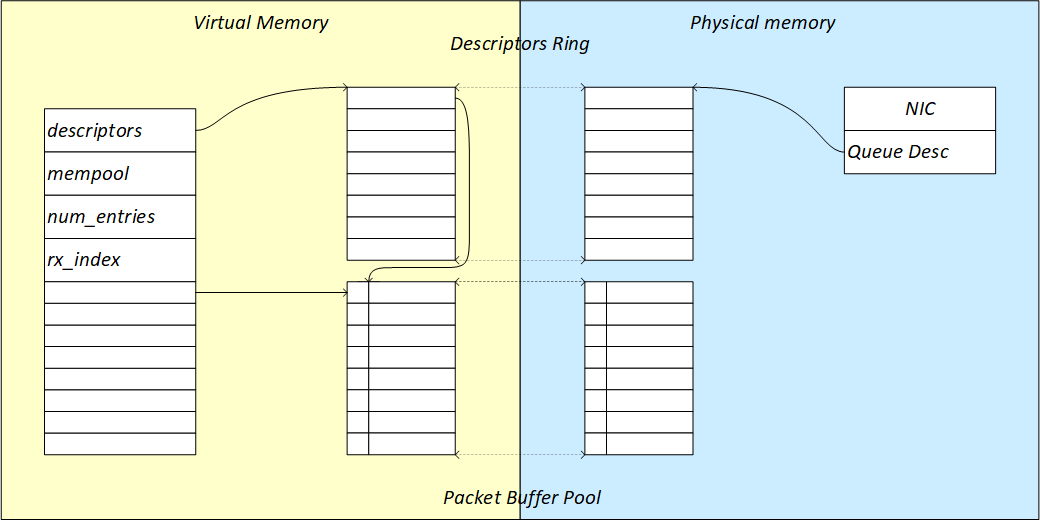 Virtual Memory
Physical memory
Descriptors Ring
descriptors
mempool
num_entries
rx_index
NIC
Queue Desc
Packet Buffer Pool